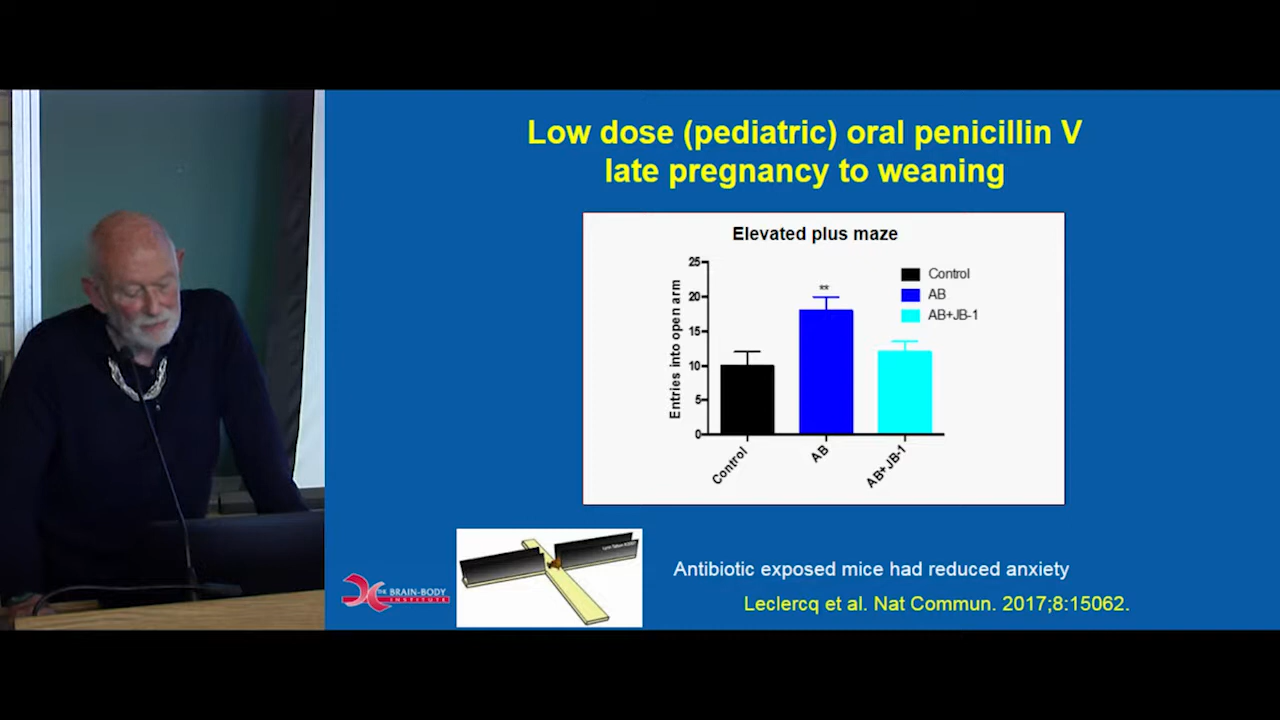 Low dose (pediatric) oral penicillin V
late pregnancy to weaning
Elevated plus maze
Entries into open arm
25
20
15
10
5
0
**
Control
AB
AB+JB-1
Control
AB
AB+JB-1
THE BRAIN-BODY
INSTITUTE
Antibiotic exposed mice had reduced anxiety
Leclercq et al. Nat Commun. 2017;8:15062.